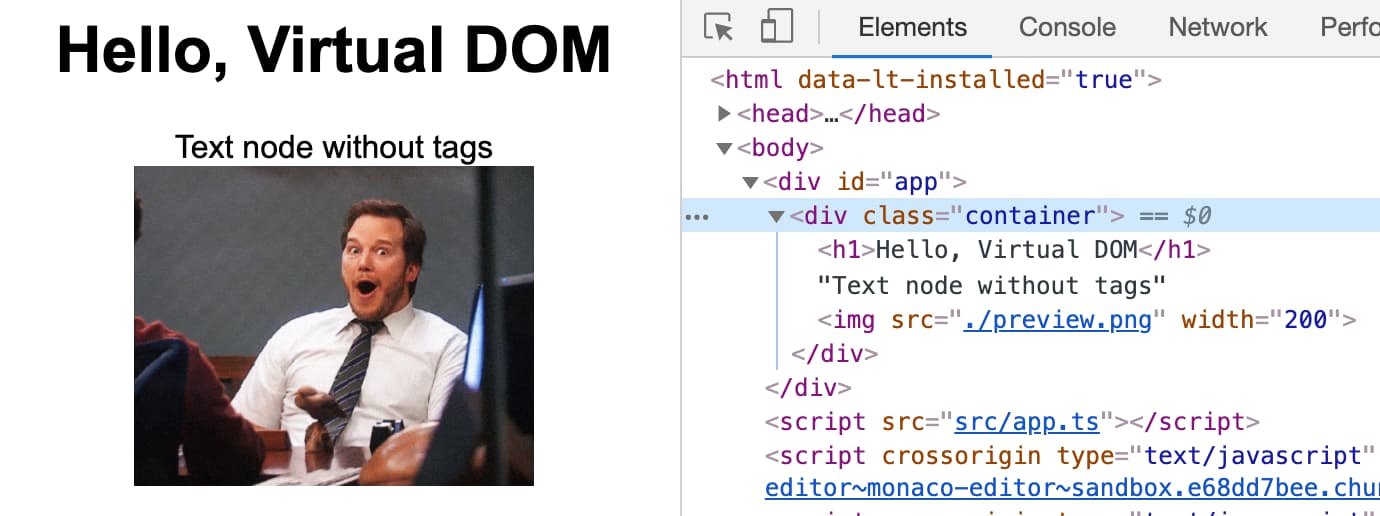 Hello, Virtual DOM
Text node without tags
Elements Console Network Perfo
<html data-lt-installed="true">
<head>…</head>
<body>
<div id="app">
<div class="container"> == $0
<h1>Hello, Virtual DOM</h1>
"Text node without tags"
<img src="./preview.png" width="200">
</div>
</div>
<script src="src/app.ts"></script>
<script crossorigin type="text/javascript"
editor~monaco-editor~sandbox.e68dd7bee.chu